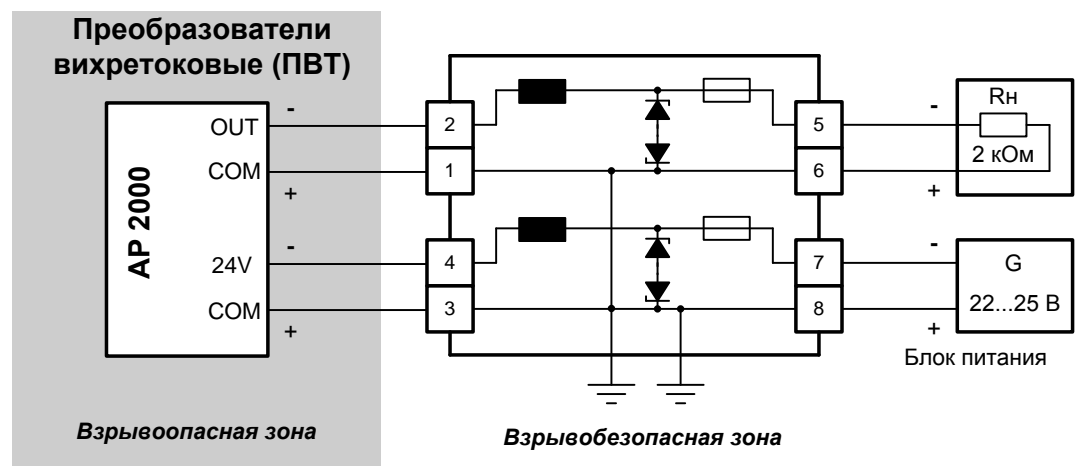 Преобразователи
вихретоковые (ПВТ)
AP 2000
OUT
-
COM
+
24V
-
COM
+
2
1
4
3
5
6
7
8
-
+
Rн
2 кОм
-
+
G
22...25 В
Блок питания
Взрывоопасная зона
Взрывобезопасная зона